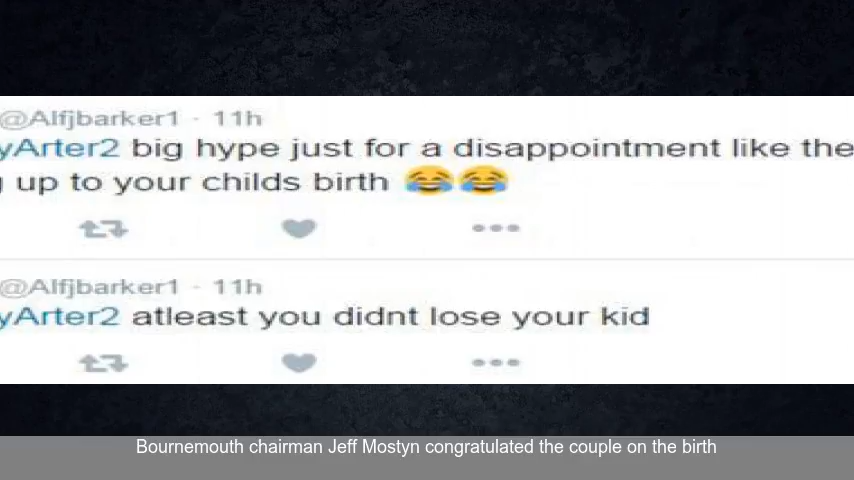 @Alfjbarker1 · 11h
yArter2 big hype just for a disappointment like the
up to your childs birth 😂😂
@Alfjbarker1 · 11h
yArter2 atleast you didnt lose your kid
Bournemouth chairman Jeff Mostyn congratulated the couple on the birth